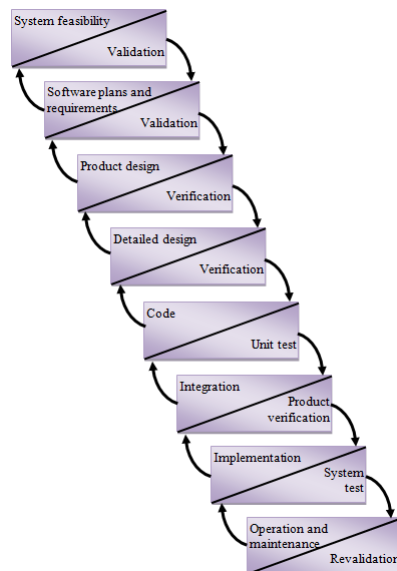 System feasibility
Validation
Software plans and
requirements
Validation
Product design
Verification
Detailed design
Verification
Code
Unit test
Integration
Product
verification
Implementation
System
test
Operation and
maintenance
Revalidation